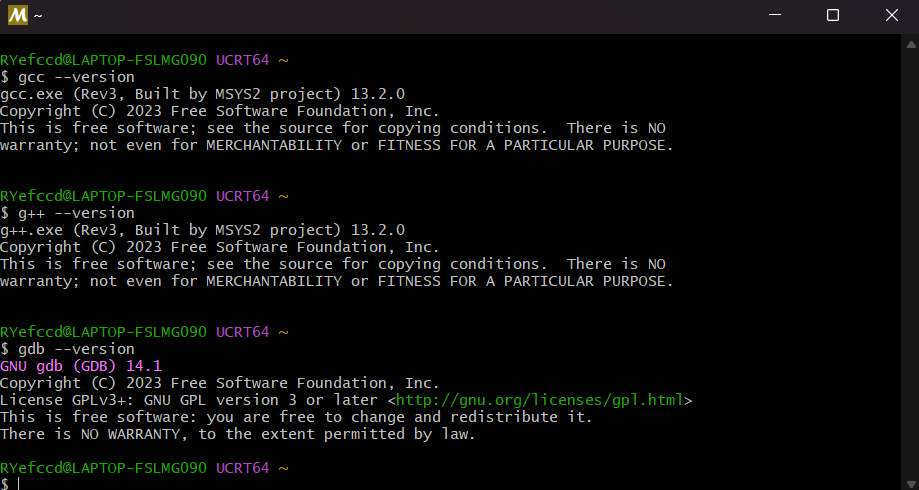 M ~
RYefccd@LAPTOP-FSLMG090 UCRT64 ~
$ gcc --version
gcc.exe (Rev3, Built by MSYS2 project) 13.2.0
Copyright (C) 2023 Free Software Foundation, Inc.
This is free software; see the source for copying conditions.  There is NO
warranty; not even for MERCHANTABILITY or FITNESS FOR A PARTICULAR PURPOSE.
RYefccd@LAPTOP-FSLMG090 UCRT64 ~
$ g++ --version
g++.exe (Rev3, Built by MSYS2 project) 13.2.0
Copyright (C) 2023 Free Software Foundation, Inc.
This is free software; see the source for copying conditions.  There is NO
warranty; not even for MERCHANTABILITY or FITNESS FOR A PARTICULAR PURPOSE.
RYefccd@LAPTOP-FSLMG090 UCRT64 ~
$ gdb --version
GNU gdb (GDB) 14.1
Copyright (C) 2023 Free Software Foundation, Inc.
License GPLv3+: GNU GPL version 3 or later <http://gnu.org/licenses/gpl.html>
This is free software: you are free to change and redistribute it.
There is NO WARRANTY, to the extent permitted by law.
RYefccd@LAPTOP-FSLMG090 UCRT64 ~
$